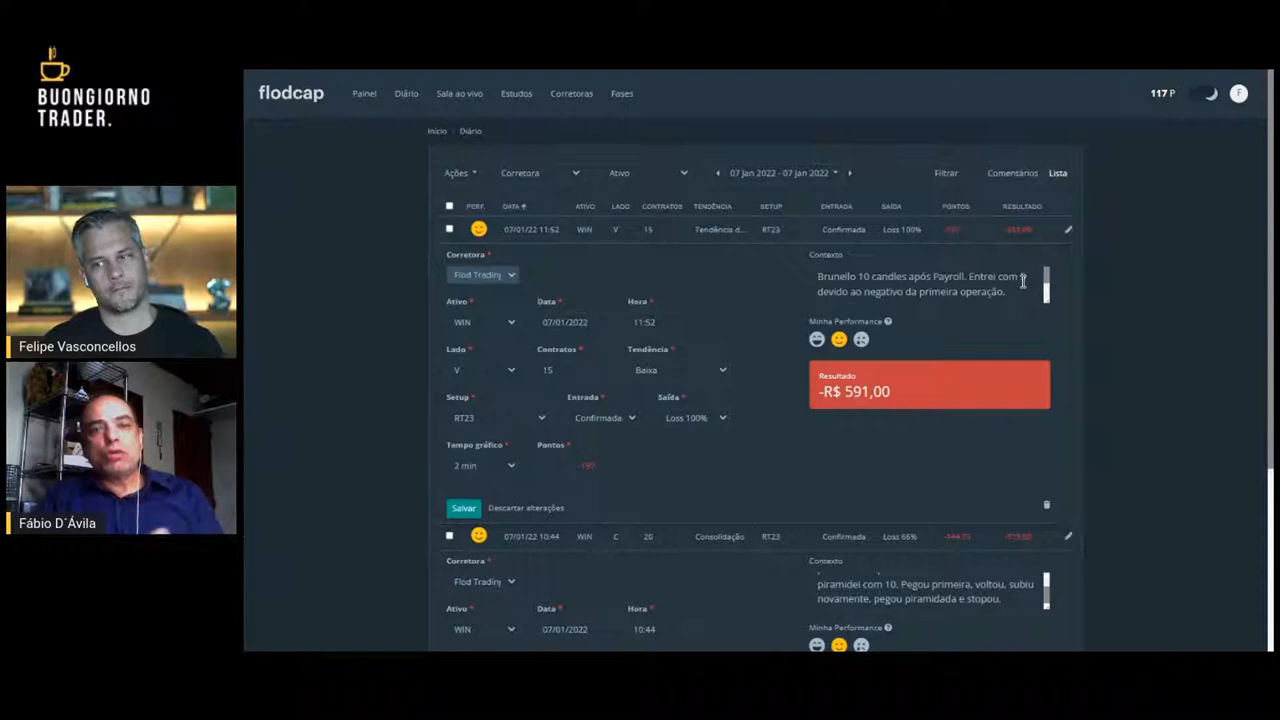 BUONGIORNO
TRADER.
Felipe Vasconcellos
Fábio D´Ávila
flodcap
Painel Diário Sala ao vivo Estudos Corretoras Fases
117 P
F
Início Diário
Ações Corretora Ativo 07 Jan 2022 - 07 Jan 2022 Filtrar Comentários Lista
PERF. DATA ATIVO LADO CONTRATOS TENDÊNCIA SETUP ENTRADA SAÍDA PONTOS RESULTADO
07/01/22 11:52 WIN V 15 Tendência d... RT23 Confirmada Loss 100% -197 -591,00
Corretora *
Flod Trading
Contexto
Brunello 10 candles após Payroll. Entrei com
devido ao negativo da primeira operação.
Ativo * Data * Hora *
WIN 07/01/2022 11:52
Minha Performance
Lado * Contratos * Tendência *
V 15 Baixa
Resultado
-R$ 591,00
Setup * Entrada * Saída *
RT23 Confirmada Loss 100%
Tempo gráfico * Pontos *
2 min -197
Salvar Descartar alterações
07/01/22 10:44 WIN C 20 Consolidação RT23 Confirmada Loss 66%
Corretora *
Flod Trading
Contexto
piramidei com 10. Pegou primeira, voltou, subiu
novamente, pegou piramidada e stopou.
Ativo * Data * Hora *
WIN 07/01/2022 10:44
Minha Performance